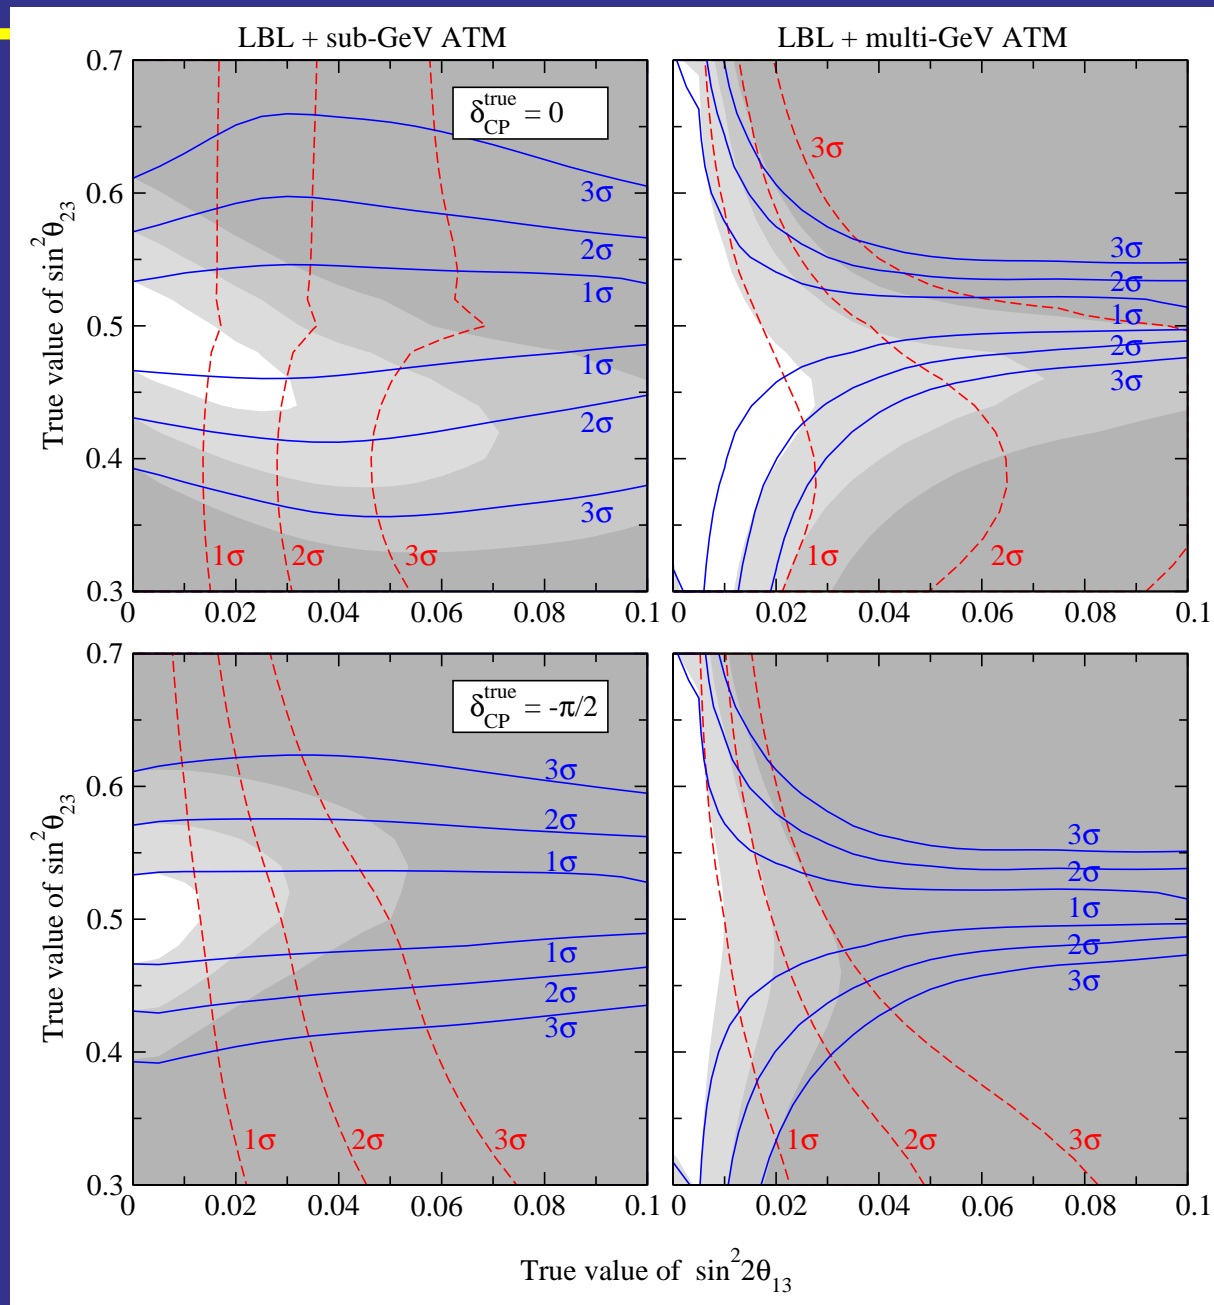 LBL + sub-GeV ATM
LBL + multi-GeV ATM
0.7
0.6
0.5
0.4
0.3
True value of sin²θ₂₃
δ_CP^true = 0
3σ
2σ
1σ
1σ
2σ
3σ
1σ
2σ
3σ
0
0.02
0.04
0.06
0.08
0.1
3σ
3σ
2σ
1σ
2σ
3σ
1σ
2σ
0
0.02
0.04
0.06
0.08
0.1
0.7
0.6
0.5
0.4
0.3
True value of sin²θ₂₃
δ_CP^true = -π/2
3σ
2σ
1σ
1σ
2σ
3σ
1σ
2σ
3σ
0
0.02
0.04
0.06
0.08
0.1
3σ
2σ
1σ
2σ
3σ
1σ
2σ
3σ
0
0.02
0.04
0.06
0.08
0.1
True value of sin²2θ₁₃